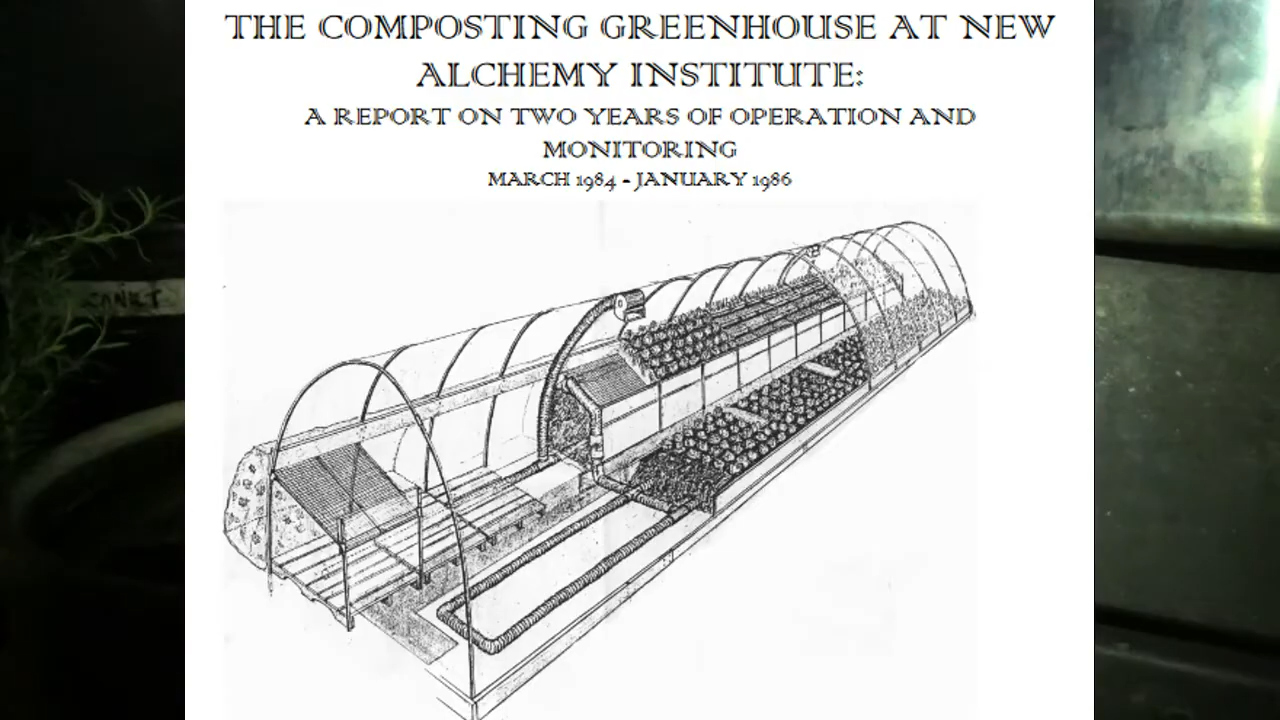 THE COMPOSTING GREENHOUSE AT NEW
ALCHEMY INSTITUTE:
A REPORT ON TWO YEARS OF OPERATION AND
MONITORING
MARCH 1984 - JANUARY 1986